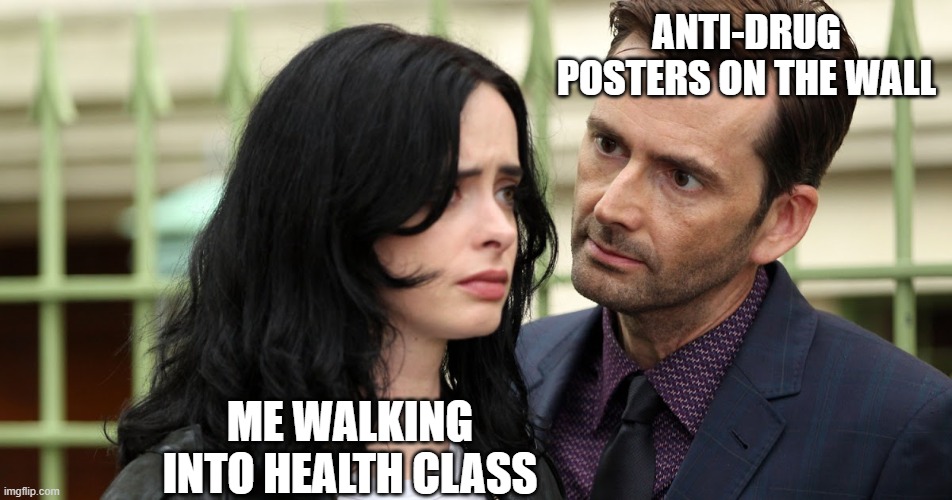 ANTI-DRUG
POSTERS ON THE WALL
ME WALKING
INTO HEALTH CLASS
imgflip.com